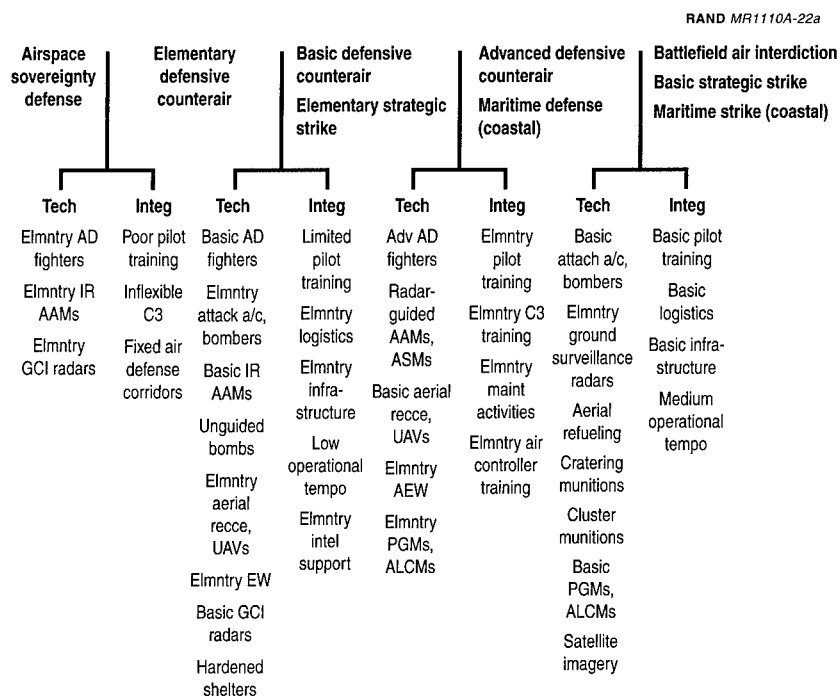 RAND MR1110A-22a
Airspace
sovereignty
defense
Elementary
defensive
counterair
Basic defensive
counterair
Elementary strategic
strike
Advanced defensive
counterair
Maritime defense
(coastal)
Battlefield air interdiction
Basic strategic strike
Maritime strike (coastal)
Tech
Elmntry AD
fighters
Elmntry IR
AAMs
Elmntry
GCI radars
Integ
Poor pilot
training
Inflexible
C3
Fixed air
defense
corridors
Tech
Basic AD
fighters
Elmntry
attack a/c,
bombers
Basic IR
AAMs
Unguided
bombs
Elmntry
aerial
recce,
UAVs
Elmntry EW
Basic GCI
radars
Hardened
shelters
Integ
Limited
pilot
training
Elmntry
logistics
Elmntry
infra-
structure
Low
operational
tempo
Elmntry
intel
support
Tech
Adv AD
fighters
Radar-
guided
AAMs,
ASMs
Basic aerial
recce,
UAVs
Elmntry
AEW
Elmntry
PGMs,
ALCMs
Integ
Elmntry
pilot
training
Elmntry C3
training
Elmntry
maint
activities
Elmntry air
controller
training
Tech
Basic
attach a/c,
bombers
Elmntry
ground
surveillance
radars
Aerial
refueling
Cratering
munitions
Cluster
munitions
Basic
PGMs,
ALCMs
Satellite
imagery
Integ
Basic pilot
training
Basic
logistics
Basic infra-
structure
Medium
operational
tempo